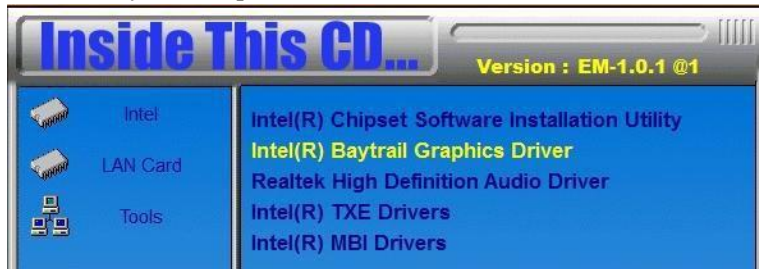 Inside This CD...
Version : EM-1.0.1 @1
Intel
LAN Card
Tools
Intel(R) Chipset Software Installation Utility
Intel(R) Baytrail Graphics Driver
Realtek High Definition Audio Driver
Intel(R) TXE Drivers
Intel(R) MBI Drivers